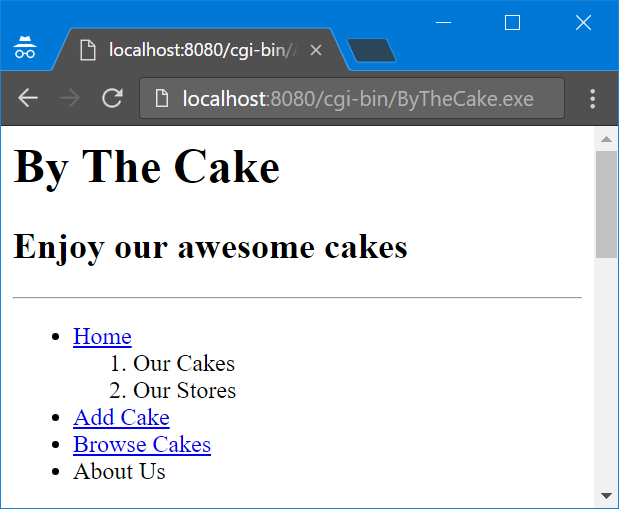 localhost:8080/cgi-bin/
localhost:8080/cgi-bin/ByTheCake.exe
By The Cake
Enjoy our awesome cakes
Home
1. Our Cakes
2. Our Stores
Add Cake
Browse Cakes
About Us